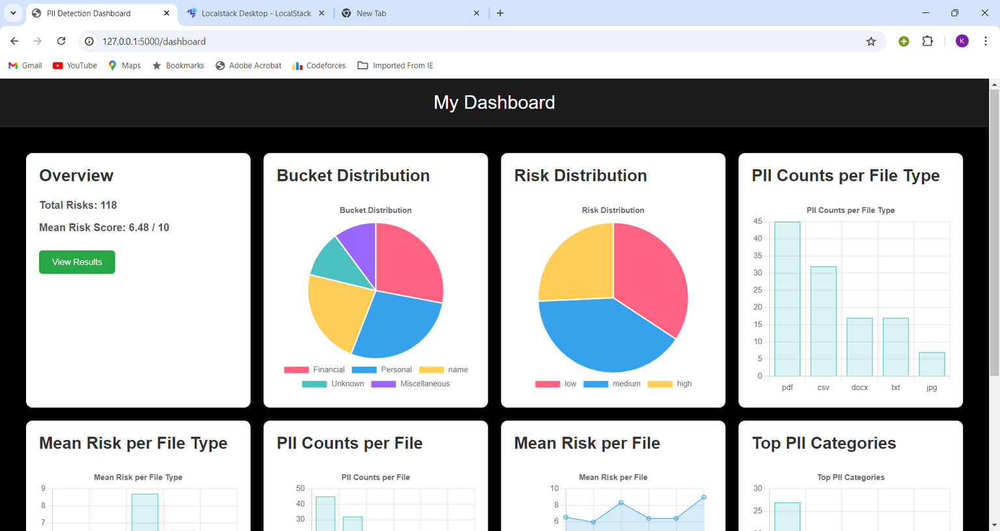 PII Detection Dashboard
Localstack Desktop - LocalStack
New Tab
127.0.0.1:5000/dashboard
K
Gmail
YouTube
Maps
Bookmarks
Adobe Acrobat
Codeforces
Imported From IE
My Dashboard
Overview
Total Risks: 118
Mean Risk Score: 6.48 / 10
View Results
Bucket Distribution
Bucket Distribution
Financial
Personal
name
Unknown
Miscellaneous
Risk Distribution
Risk Distribution
low
medium
high
PII Counts per File Type
PII Counts per File Type
45
40
35
30
25
20
15
10
5
0
pdf
csv
docx
txt
jpg
Mean Risk per File Type
Mean Risk per File Type
9
8
7
PII Counts per File
PII Counts per File
50
40
30
Mean Risk per File
Mean Risk per File
10
8
6
Top PII Categories
Top PII Categories
30
25